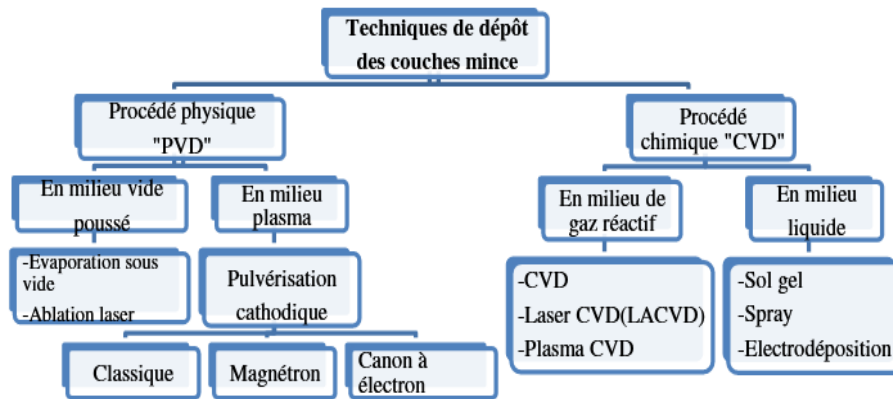 Techniques de dépôt
des couches mince
Procédé physique
"PVD"
Procédé
chimique "CVD"
En milieu vide
poussé
En milieu
plasma
En milieu de
gaz réactif
En milieu
liquide
-Evaporation sous
vide
-Ablation laser
Pulvérisation
cathodique
-CVD
-Laser CVD(LACVD)
-Plasma CVD
-Sol gel
-Spray
-Electrodéposition
Classique
Magnétron
Canon à
électron